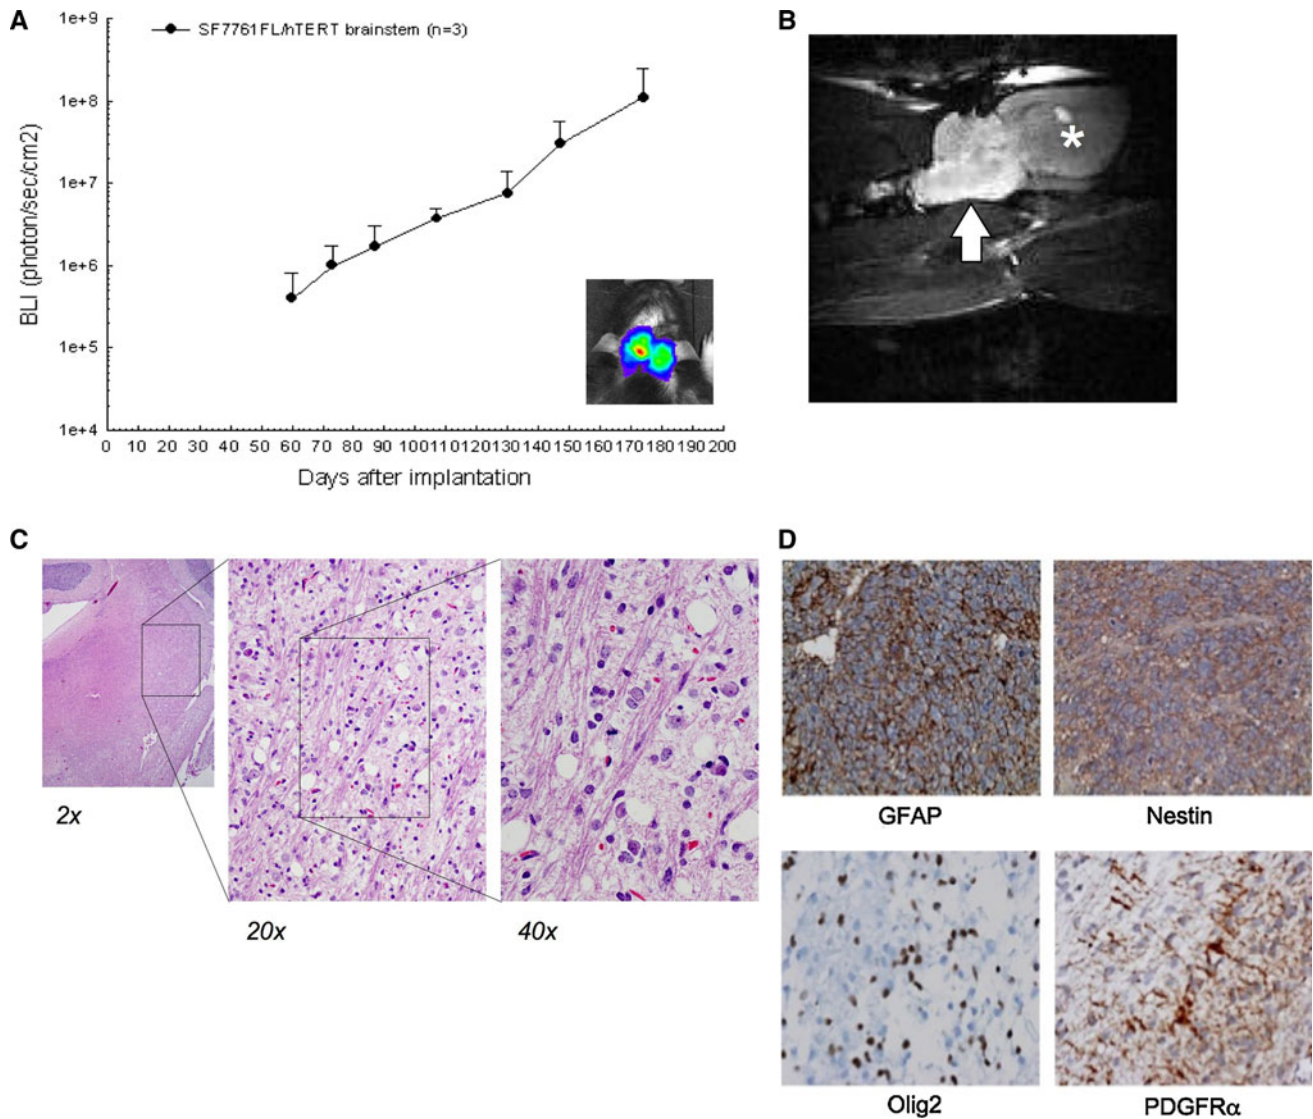 A
1e+9
SF7761FL/hTERT brainstem (n=3)
1e+8
1e+7
1e+6
1e+5
1e+4
BLI (photon/sec/cm2)
0 10 20 30 40 50 60 70 80 90 100 110 120 130 140 150 160 170 180 190 200
Days after implantation
B
*
C
2x
20x
40x
D
GFAP
Nestin
Olig2
PDGFRα